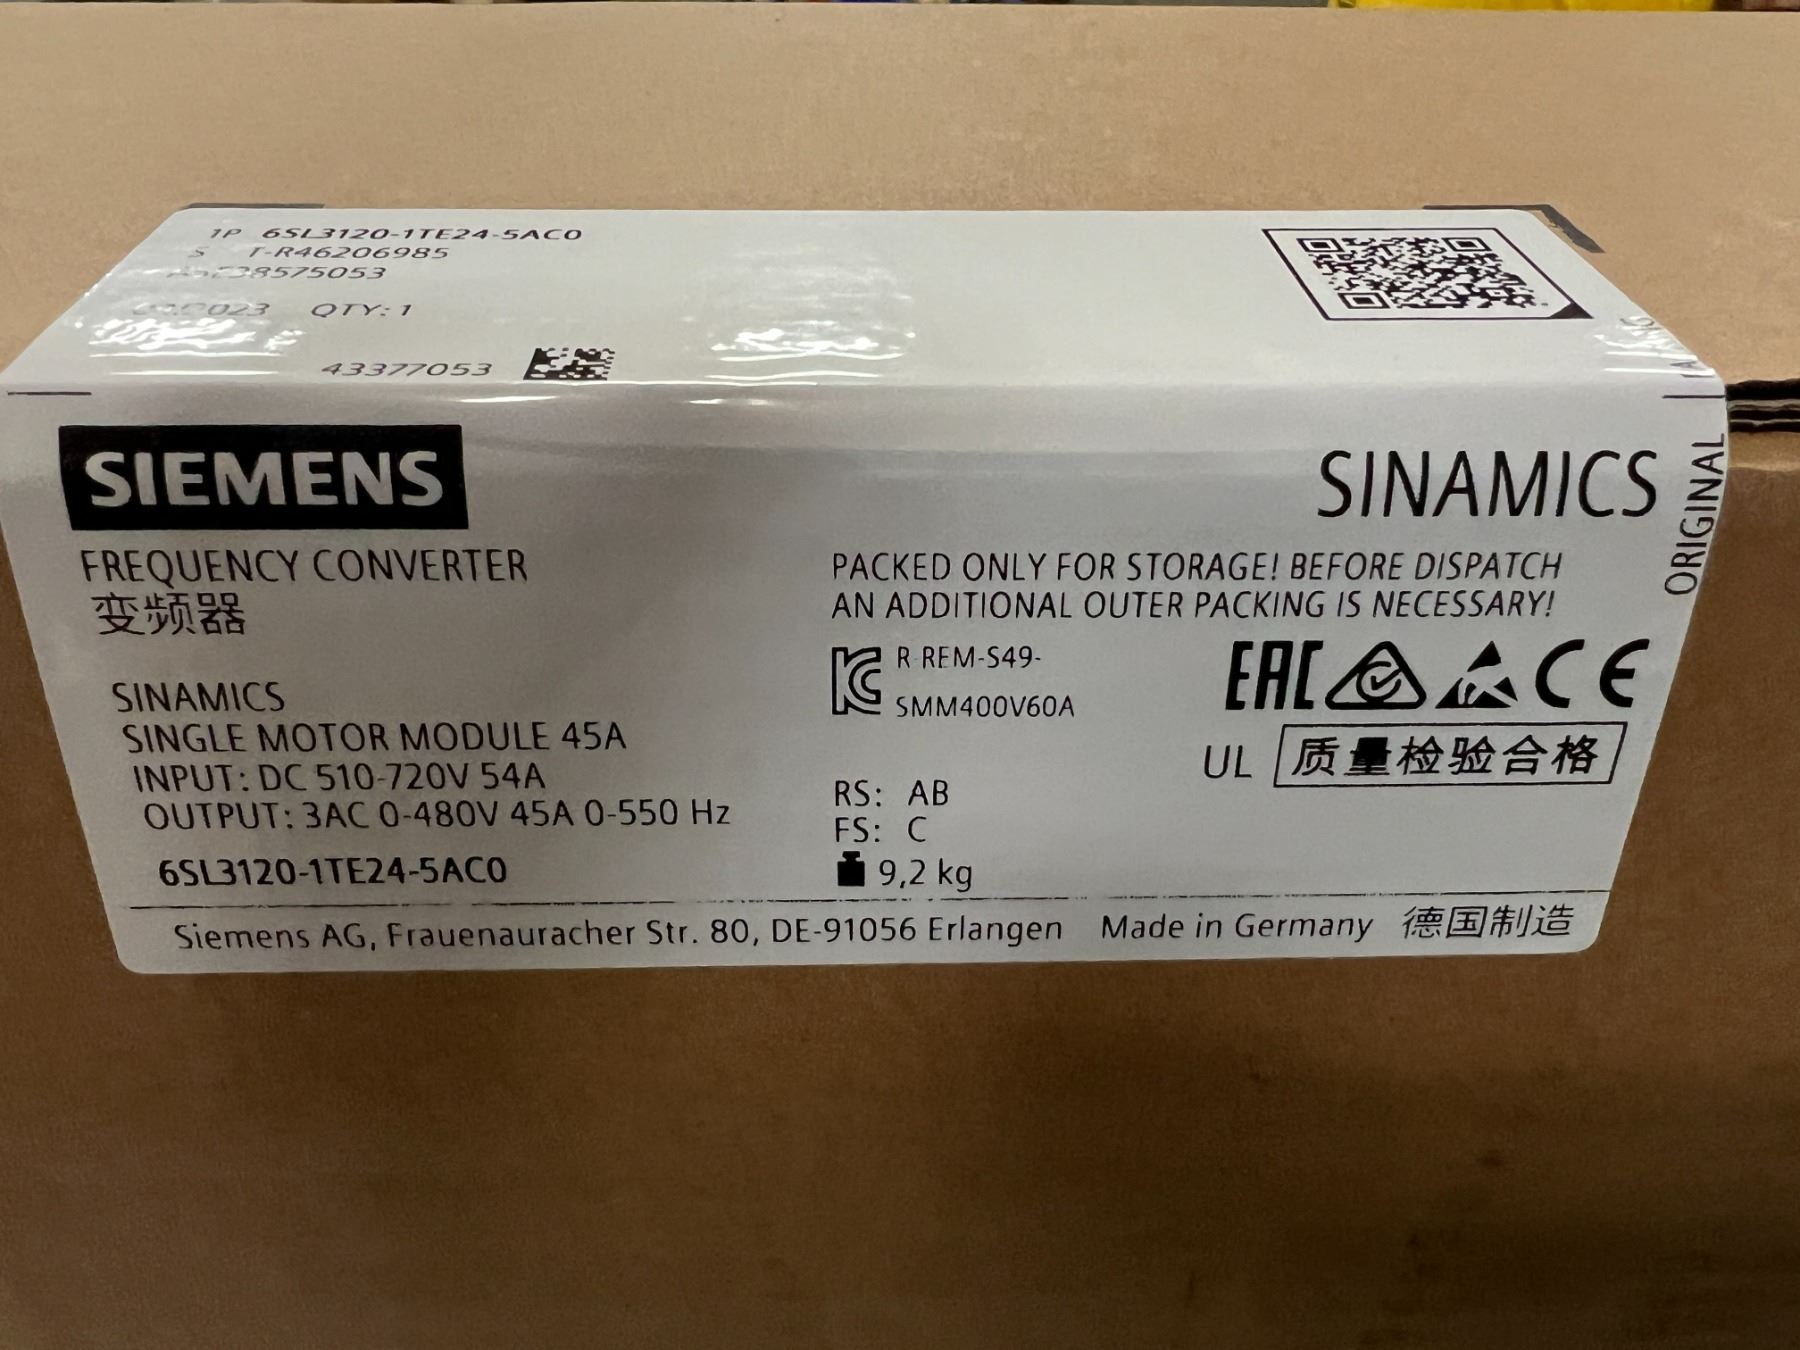 1P 6SL3120-1TE24-5AC0
S T-R46206985
QTY: 1
43377053
SIEMENS
SINAMICS
ORIGINAL
FREQUENCY CONVERTER
变频器
PACKED ONLY FOR STORAGE! BEFORE DISPATCH
AN ADDITIONAL OUTER PACKING IS NECESSARY!
R-REM-S49-
SMM400V60A
EAC CE
UL 质量检验合格
SINAMICS
SINGLE MOTOR MODULE 45A
INPUT: DC 510-720V 54A
OUTPUT: 3AC 0-480V 45A 0-550 Hz
6SL3120-1TE24-5AC0
RS: AB
FS: C
9,2 kg
Siemens AG, Frauenauracher Str. 80, DE-91056 Erlangen Made in Germany 德国制造